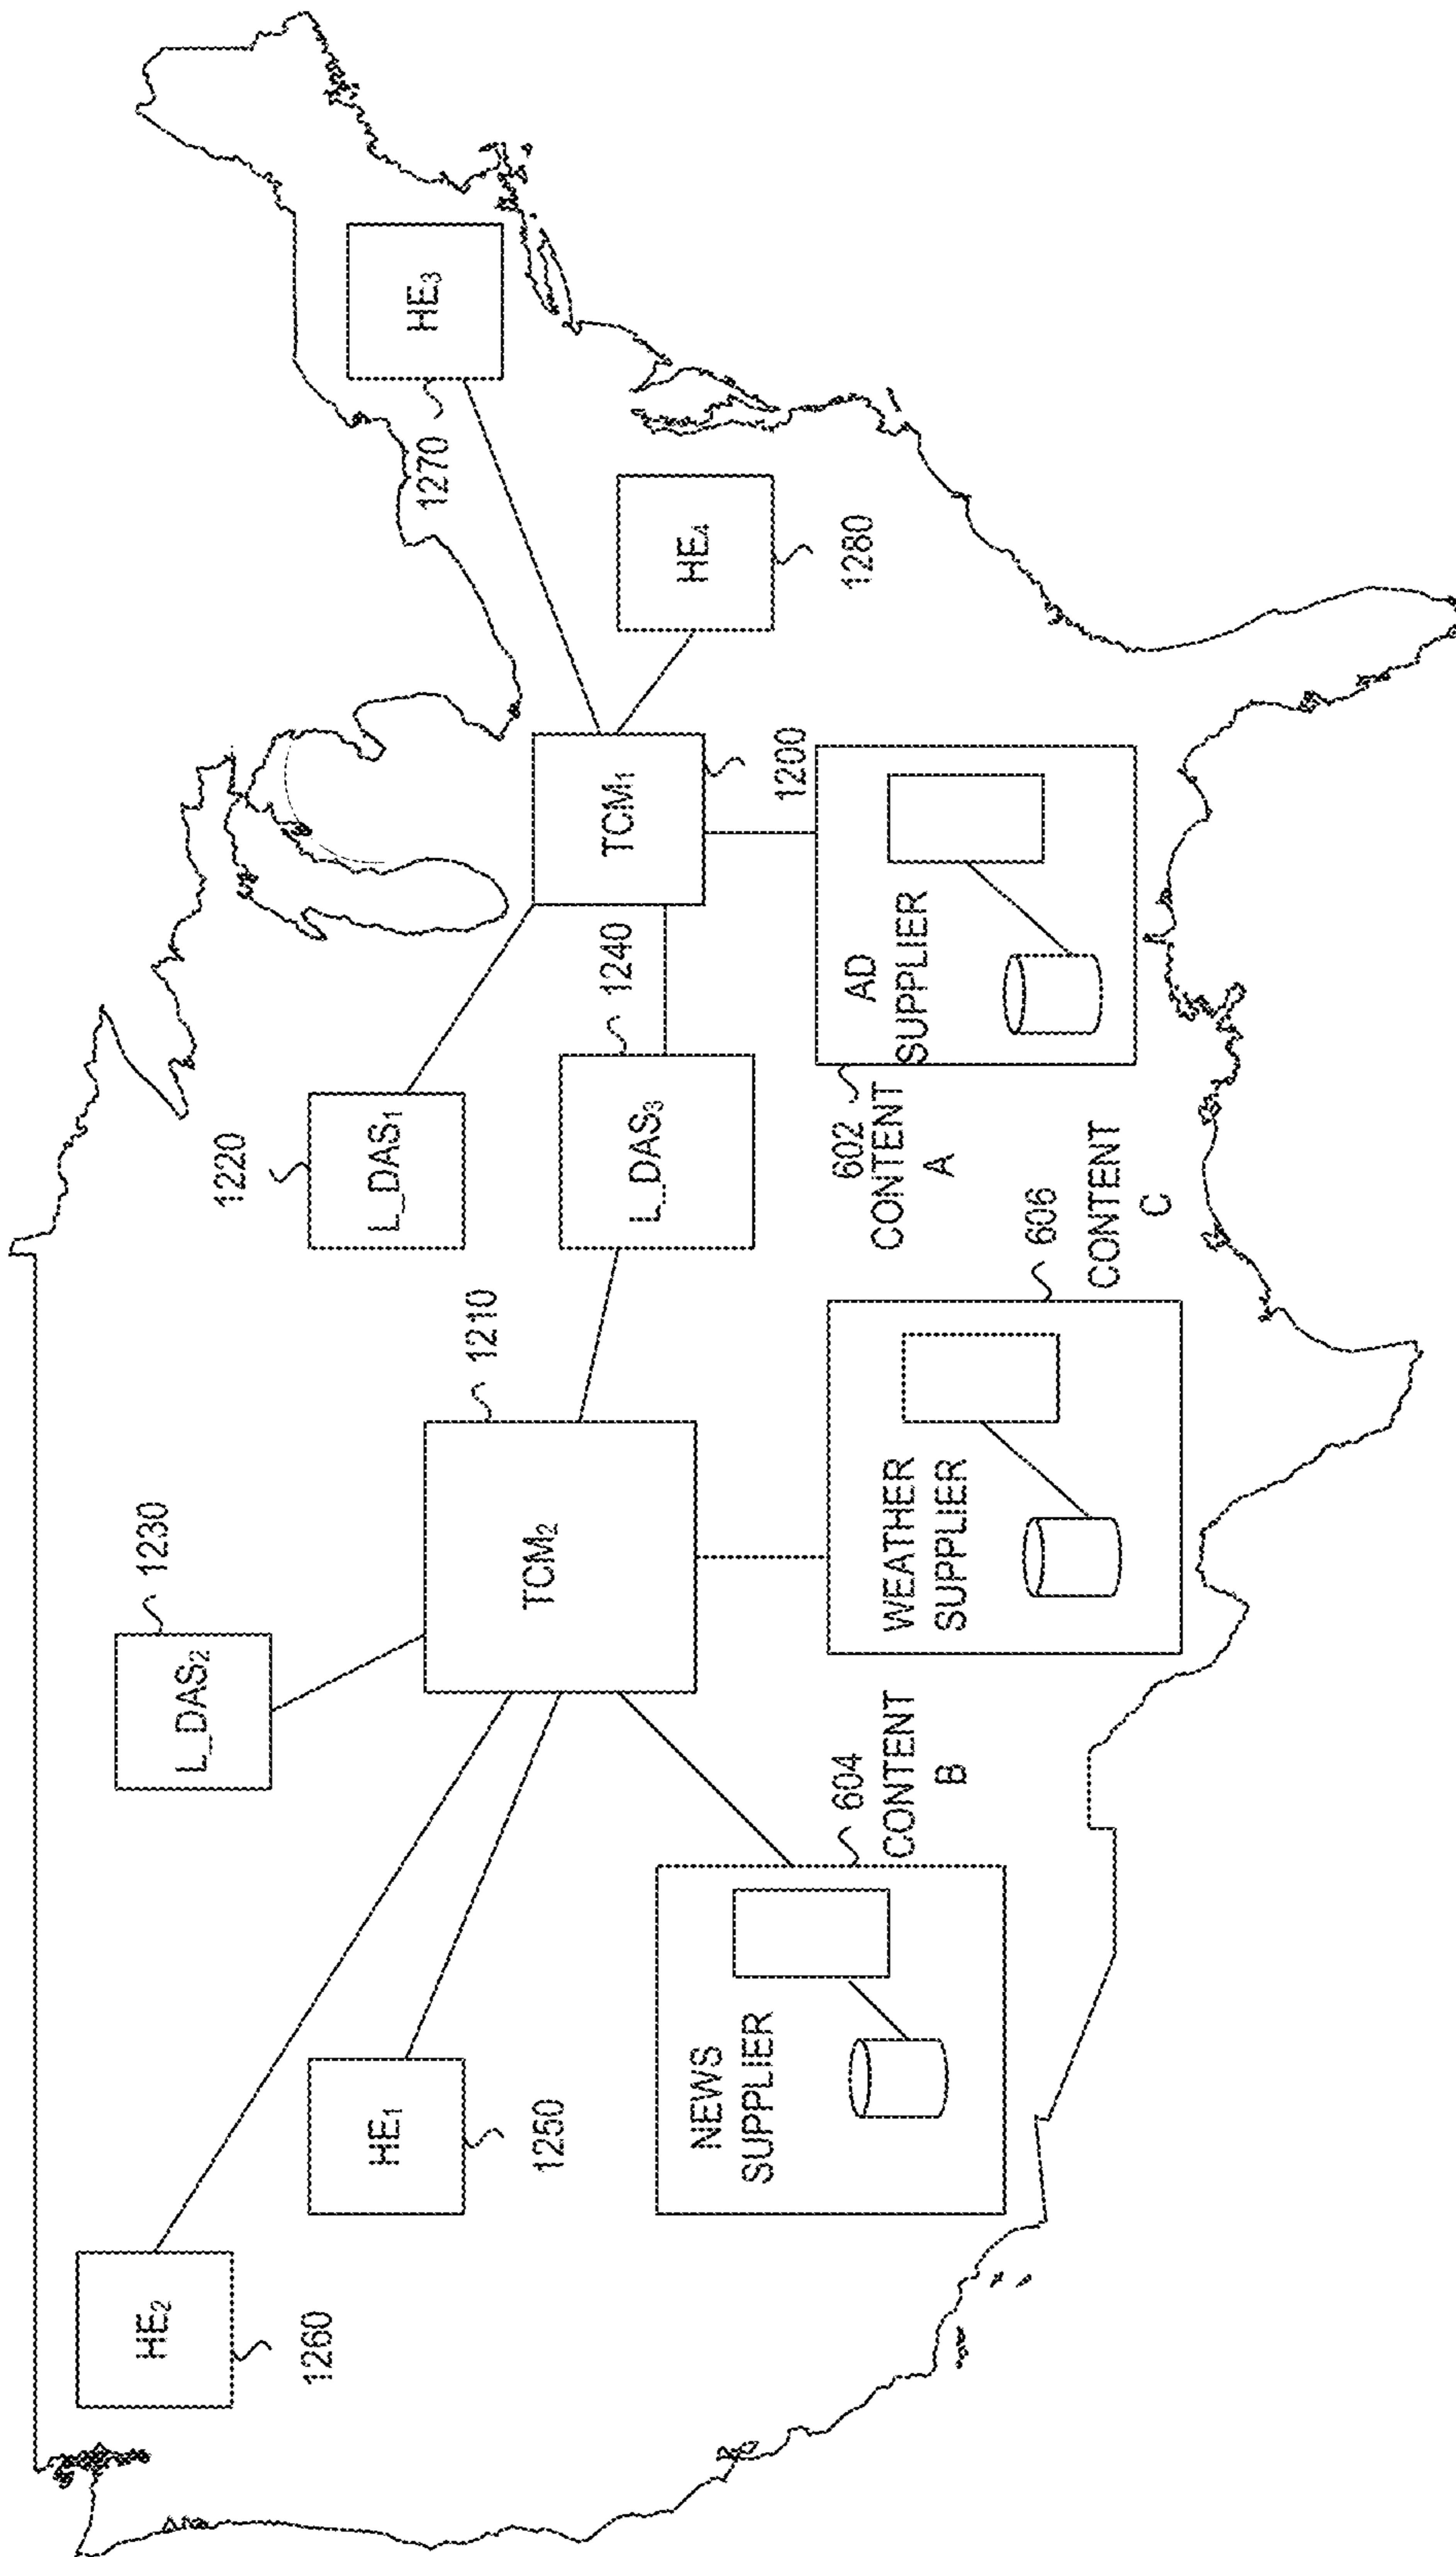 HE₂
1260
HE₁
1250
NEWS
SUPPLIER
604
CONTENT
B
L_DAS₂
1230
TCM₂
1210
WEATHER
SUPPLIER
606
CONTENT
C
L_DAS₁
1220
L_DAS₃
1240
602
CONTENT
A
AD
SUPPLIER
TCM₁
1200
HE₄
1280
HE₃
1270